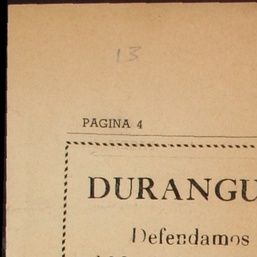 13
PAGINA 4
DURANGU
Defendamos